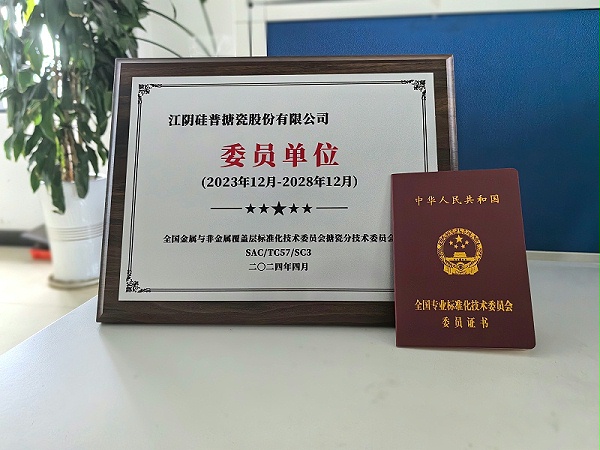 江阴硅普搪瓷股份有限公司
委员单位
(2023年12月-2028年12月)
全国金属与非金属覆盖层标准化技术委员会搪瓷分技术委员会
SAC/TC57/SC3
二〇二四年四月
中华人民共和国
全国专业标准化技术委员会
委员证书